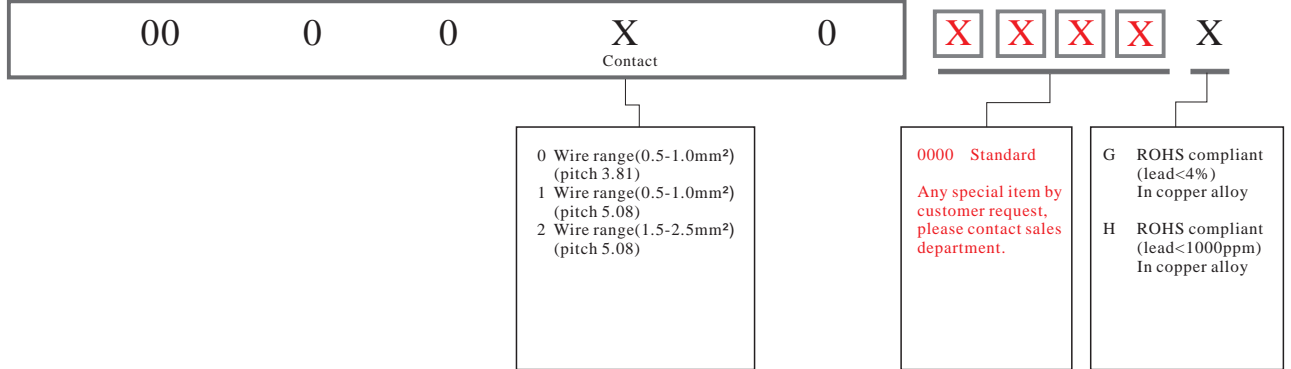 00 0 0 X 0 X X X X X
Contact
0 Wire range(0.5-1.0mm²)
(pitch 3.81)
1 Wire range(0.5-1.0mm²)
(pitch 5.08)
2 Wire range(1.5-2.5mm²)
(pitch 5.08)
0000 Standard
Any special item by
customer request,
please contact sales
department.
G ROHS compliant
(lead<4%)
In copper alloy
H ROHS compliant
(lead<1000ppm)
In copper alloy